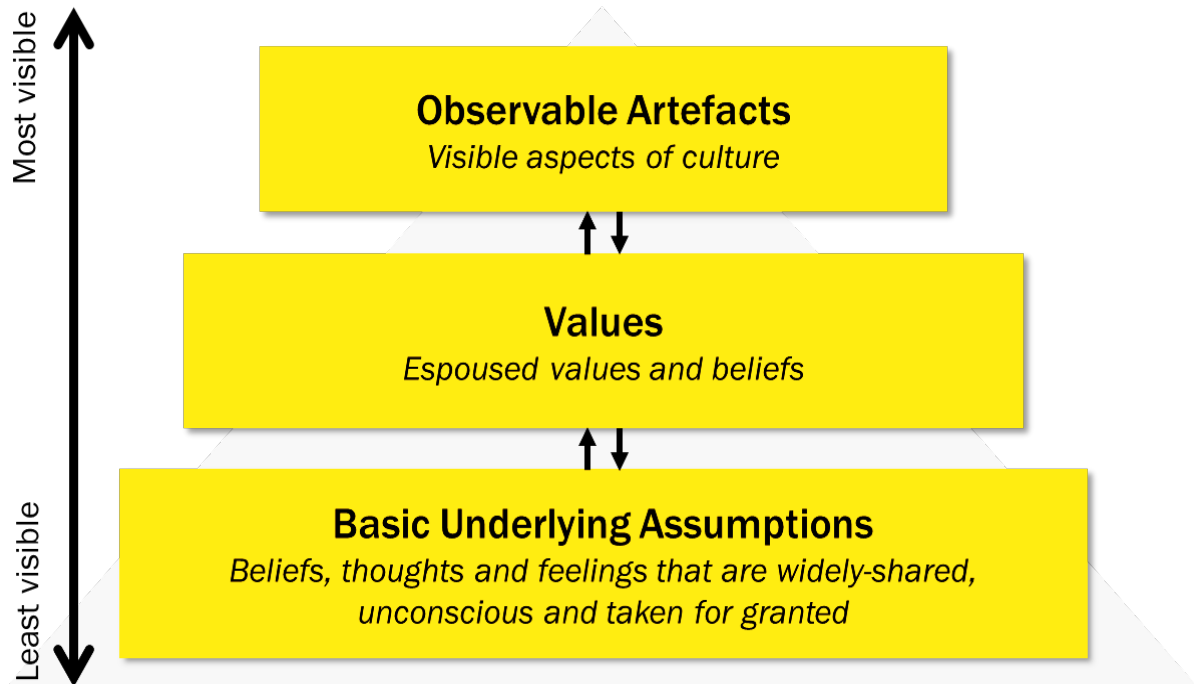 Most visible
Observable Artefacts
Visible aspects of culture
Values
Espoused values and beliefs
Least visible
Basic Underlying Assumptions
Beliefs, thoughts and feelings that are widely-shared,
unconscious and taken for granted